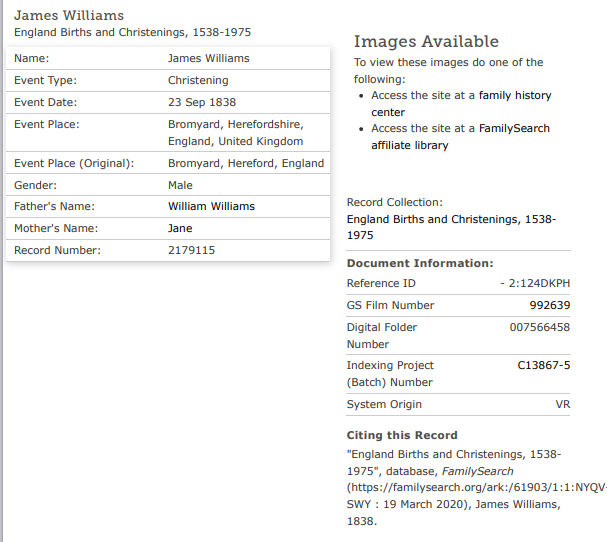 James Williams
England Births and Christenings, 1538-1975
Name: James Williams
Event Type: Christening
Event Date: 23 Sep 1838
Event Place: Bromyard, Herefordshire,
England, United Kingdom
Event Place (Original): Bromyard, Hereford, England
Gender: Male
Father's Name: William Williams
Mother's Name: Jane
Record Number: 2179115
Images Available
To view these images do one of the
following:
• Access the site at a family history
center
• Access the site at a FamilySearch
affiliate library
Record Collection:
England Births and Christenings, 1538-
1975
Document Information:
Reference ID - 2:124DKPH
GS Film Number 992639
Digital Folder 007566458
Number
Indexing Project C13867-5
(Batch) Number
System Origin VR
Citing this Record
"England Births and Christenings, 1538-
1975", database, FamilySearch
(https://familysearch.org/ark:/61903/1:1:NYQV-
SWY : 19 March 2020), James Williams,
1838.